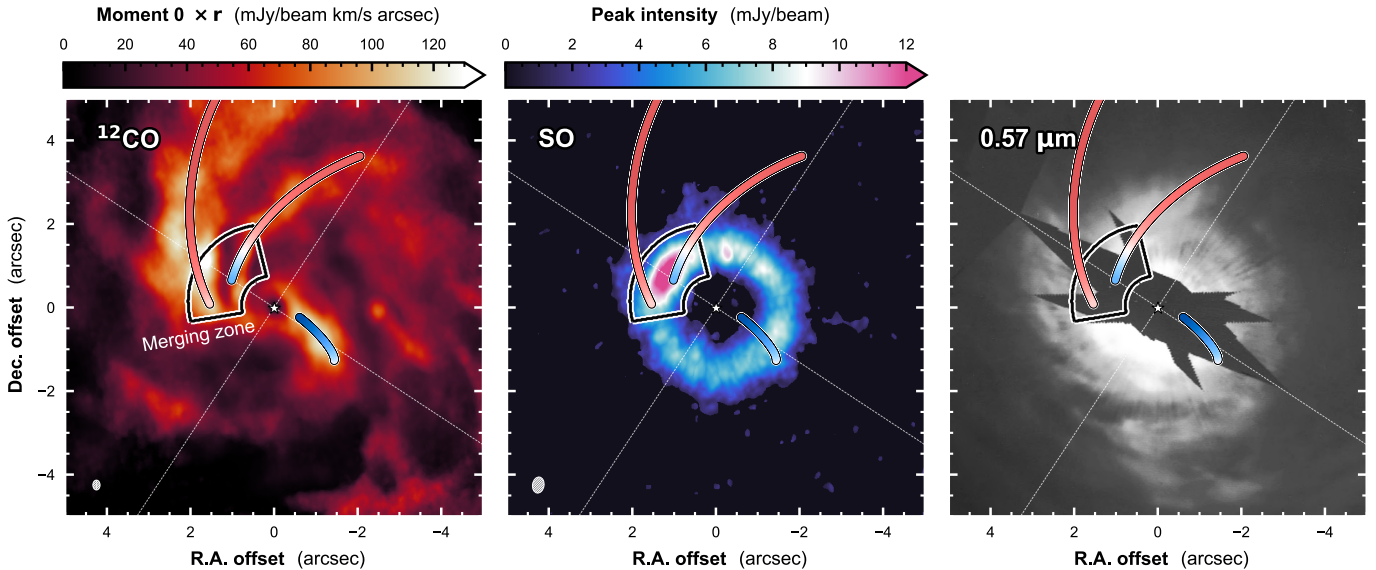 Moment 0 × r (mJy/beam km/s arcsec)
0 20 40 60 80 100 120
Peak intensity (mJy/beam)
0 2 4 6 8 10 12
¹²CO
SO
0.57 μm
Merging zone
Dec. offset (arcsec)
4
2
0
−2
−4
4 2 0 −2 −4
4 2 0 −2 −4
4 2 0 −2 −4
R.A. offset (arcsec)
R.A. offset (arcsec)
R.A. offset (arcsec)